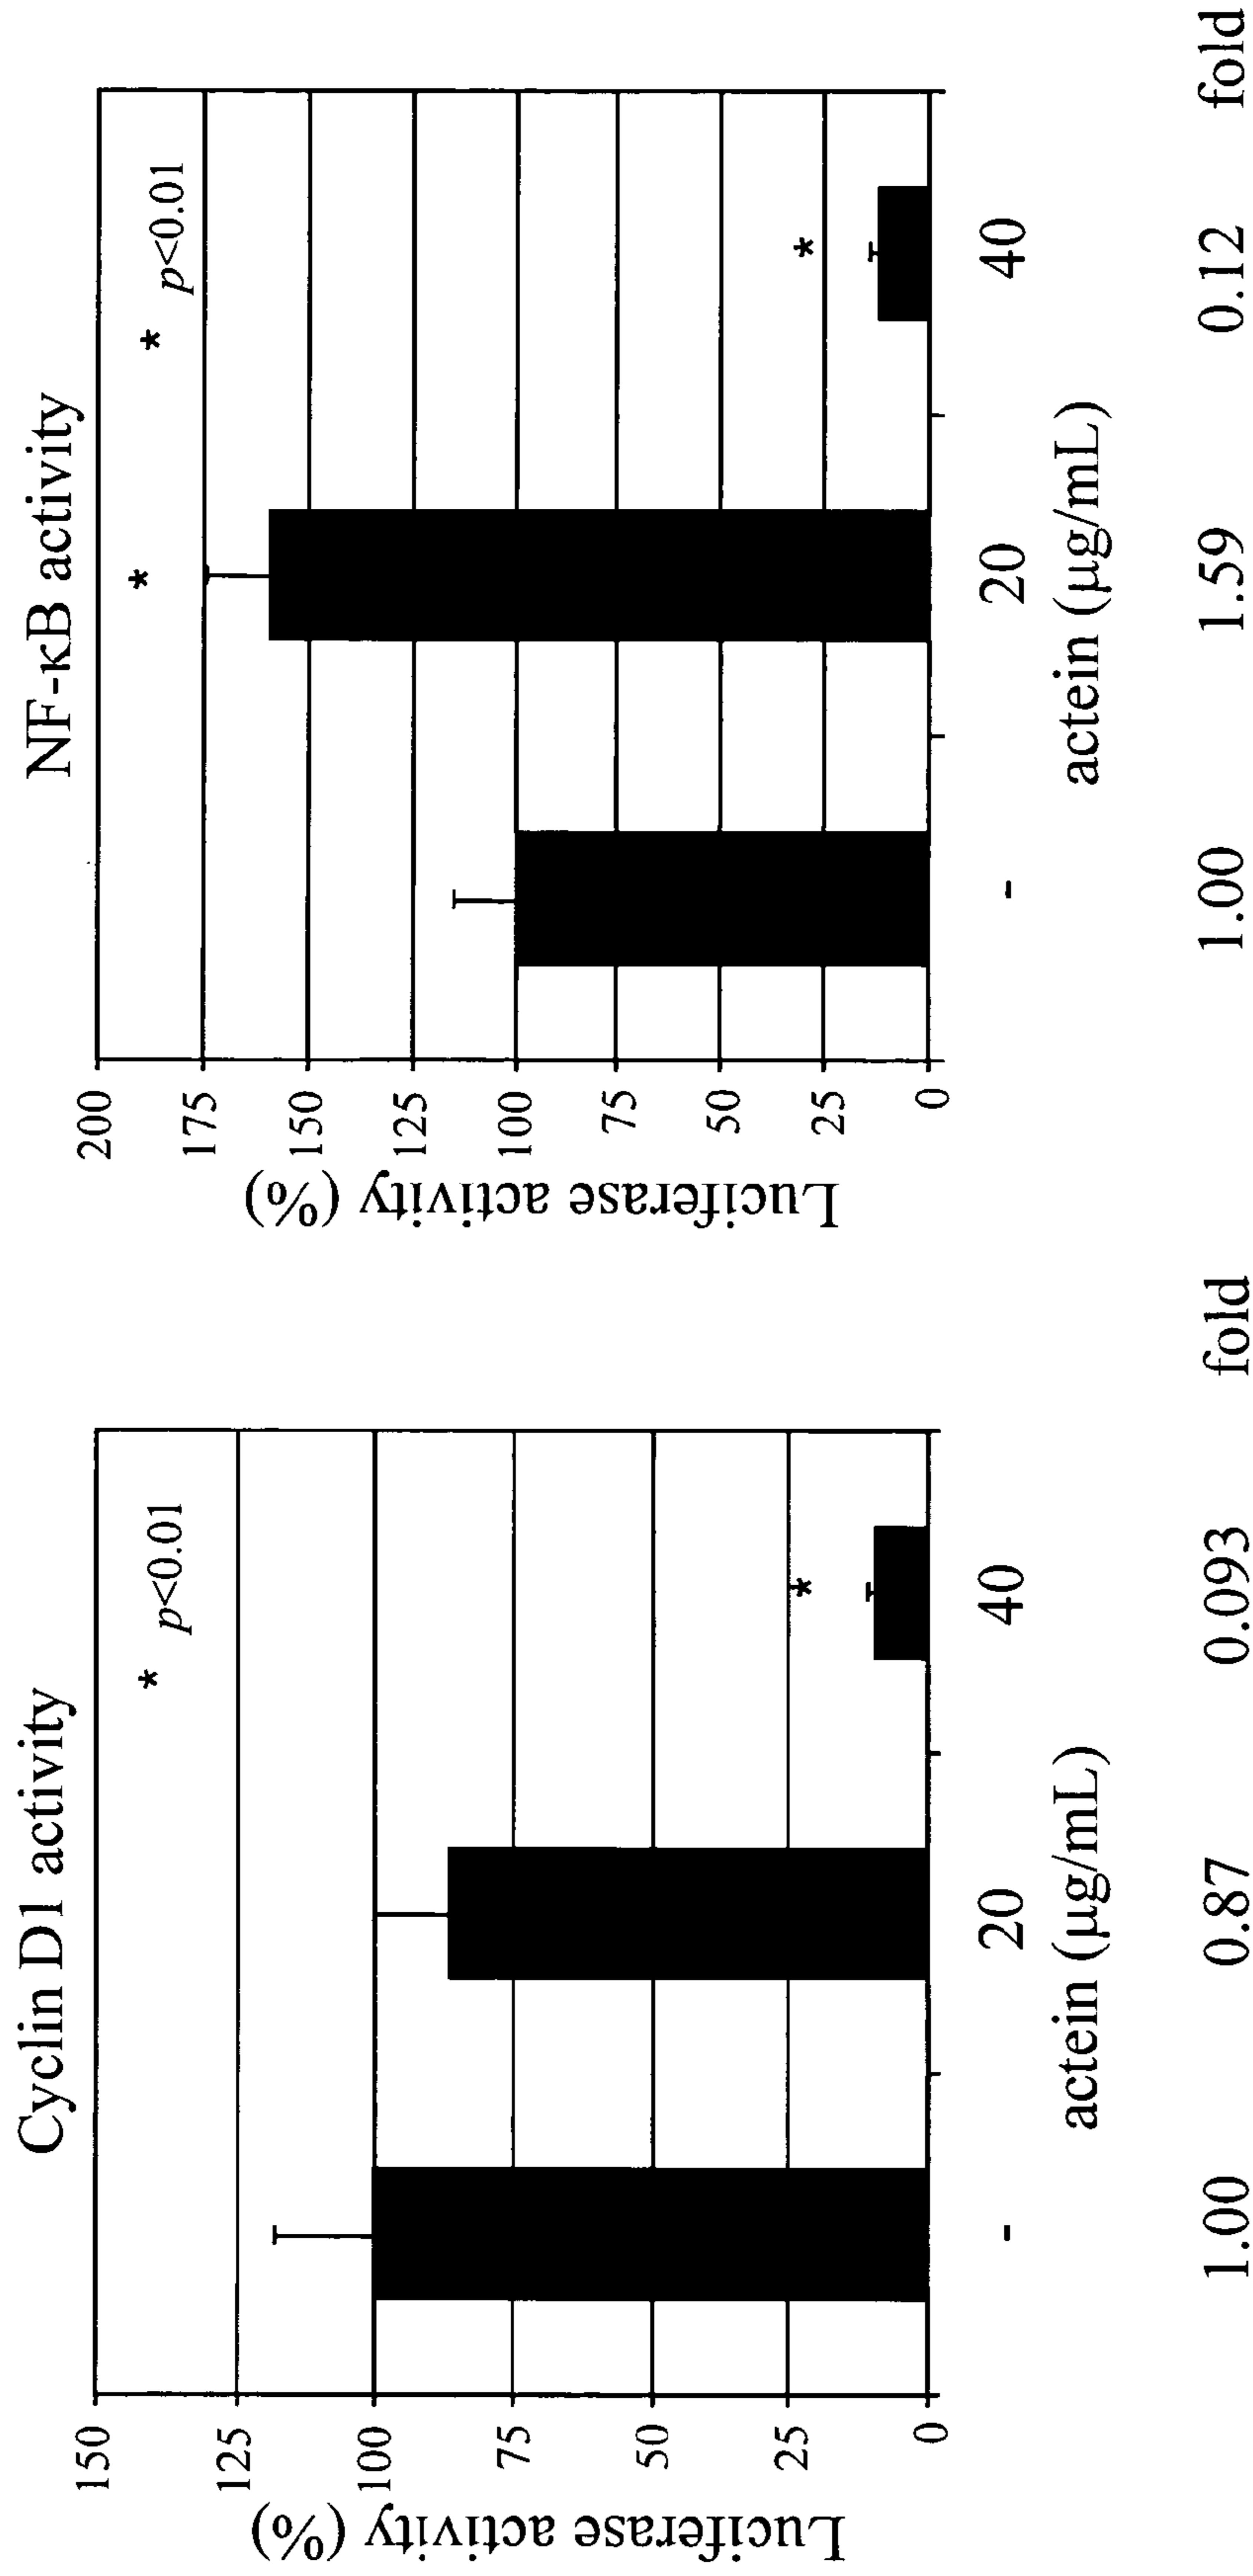 Cyclin D1 activity
Luciferase activity (%)
150
125
100
75
50
25
0
* p<0.01
*
- 20 40
actein (μg/mL)
1.00 0.87 0.093 fold
NF-κB activity
Luciferase activity (%)
200
175
150
125
100
75
50
25
0
* p<0.01
*
*
- 20 40
actein (μg/mL)
1.00 1.59 0.12 fold